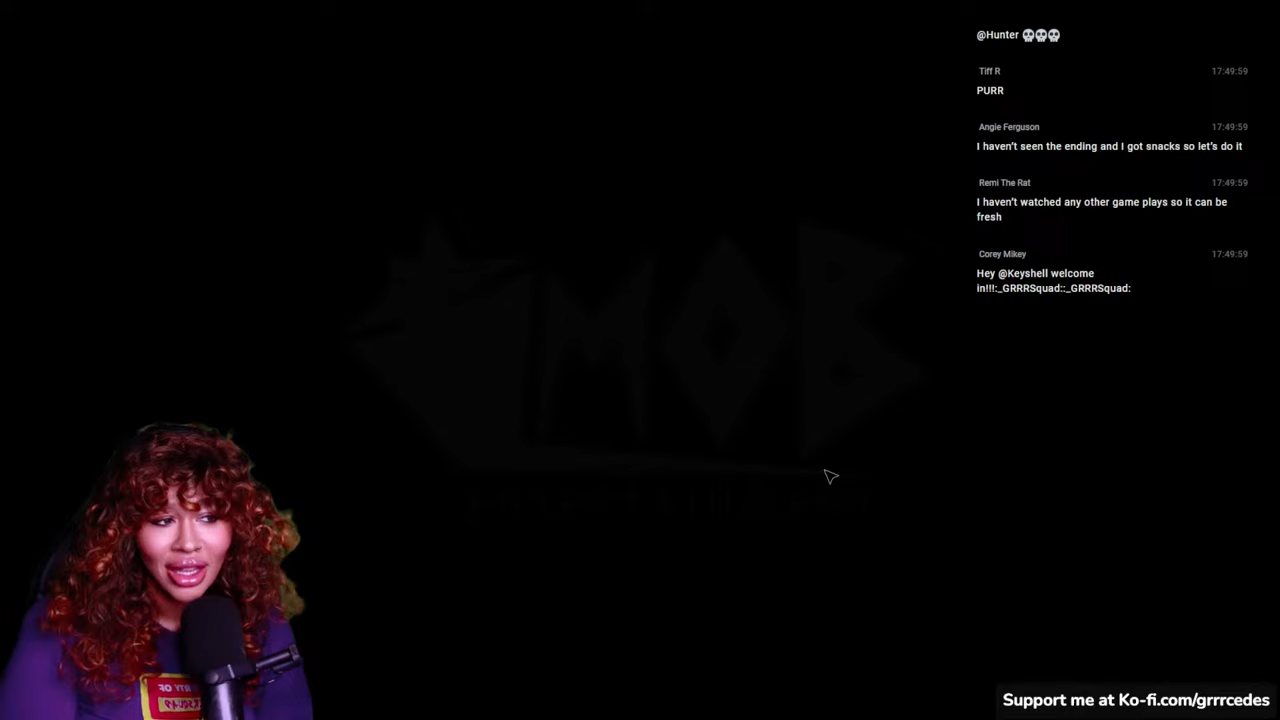 @Hunter 💀💀💀
Tiff R 17:49:59
PURR
Angie Ferguson 17:49:59
I haven't seen the ending and I got snacks so let's do it
Remi The Rat 17:49:59
I haven't watched any other game plays so it can be
fresh
Corey Mikey 17:49:59
Hey @Keyshell welcome
in!!!:_GRRRSquad::_GRRRSquad:
MOB
ENTERTAINMENT
Support me at Ko-fi.com/grrrcedes